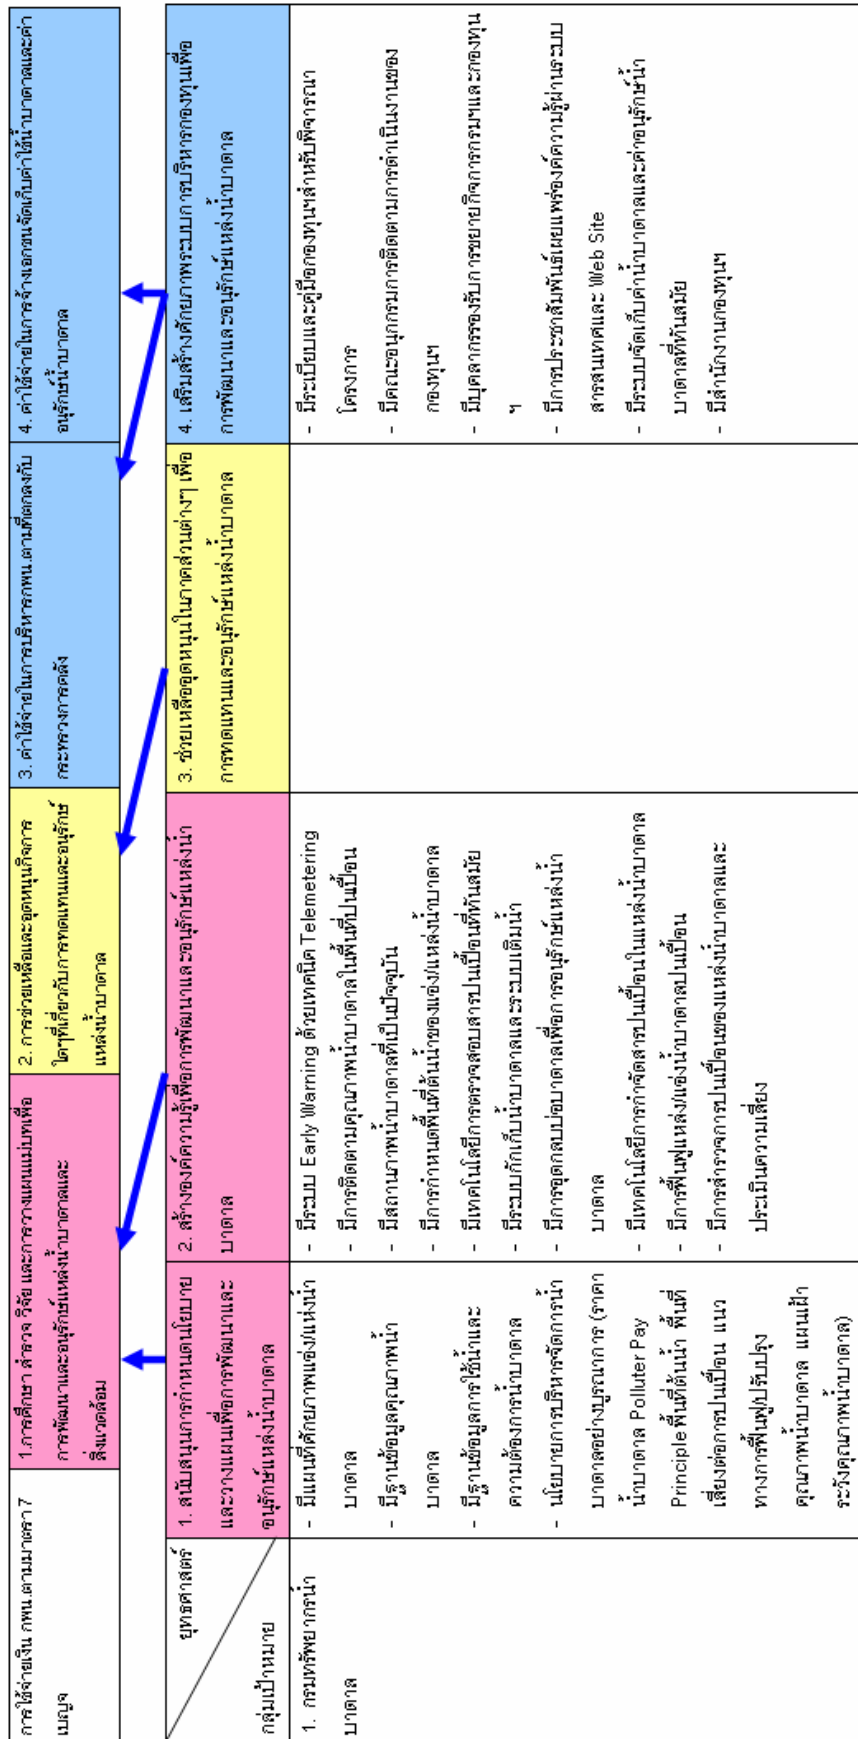 การใช้จ่ายเงิน กพน.ตามมาตรา 7
เบญจ
1.การศึกษา สำรวจ วิจัย และการวางแผนแม่บทเพื่อ
การพัฒนาและอนุรักษ์แหล่งน้ำบาดาลและ
สิ่งแวดล้อม
2. การช่วยเหลือและอุดหนุนกิจการ
ใดๆที่เกี่ยวกับการทดแทนและอนุรักษ์
แหล่งน้ำบาดาล
3. ค่าใช้จ่ายในการบริหารกพน.ตามที่ตกลงกับ
กระทรวงการคลัง
4. ค่าใช้จ่ายในการจ้างเอกชนจัดเก็บค่าใช้น้ำบาดาลและค่า
อนุรักษ์น้ำบาดาล
ยุทธศาสตร์
กลุ่มเป้าหมาย
1. สนับสนุนการกำหนดนโยบาย
และวางแผนเพื่อการพัฒนาและ
อนุรักษ์แหล่งน้ำบาดาล
2. สร้างองค์ความรู้เพื่อการพัฒนาและอนุรักษ์แหล่งน้ำ
บาดาล
3. ช่วยเหลืออุดหนุนในภาคส่วนต่างๆ เพื่อ
การทดแทนและอนุรักษ์แหล่งน้ำบาดาล
4. เสริมสร้างศักยภาพระบบการบริหารกองทุนเพื่อ
การพัฒนาและอนุรักษ์แหล่งน้ำบาดาล
1. กรมทรัพยากรน้ำ
บาดาล
- มีแผนที่ศักยภาพแอ่ง/แหล่งน้ำ
บาดาล
- มีฐานข้อมูลคุณภาพน้ำ
บาดาล
- มีฐานข้อมูลการใช้น้ำและ
ความต้องการน้ำบาดาล
- นโยบายการบริหารจัดการน้ำ
บาดาลอย่างบูรณาการ (ราคา
น้ำบาดาล Polluter Pay
Principle พื้นที่ต้นน้ำ พื้นที่
เสี่ยงต่อการปนเปื้อน แนว
ทางการฟื้นฟู/ปรับปรุง
คุณภาพน้ำบาดาล แผนเฝ้า
ระวังคุณภาพน้ำบาดาล)
- มีระบบ Early Warning ด้วยเทคนิค Telemetering
- มีการติดตามคุณภาพน้ำบาดาลในพื้นที่ปนเปื้อน
- มีสถานภาพน้ำบาดาลที่เป็นปัจจุบัน
- มีการกำหนดพื้นที่ต้นน้ำของแอ่ง/แหล่งน้ำบาดาล
- มีเทคโนโลยีการตรวจสอบสารปนเปื้อนที่ทันสมัย
- มีระบบกักเก็บน้ำบาดาลและระบบเติมน้ำ
- มีการอุดกลบบ่อบาดาลเพื่อการอนุรักษ์แหล่งน้ำ
บาดาล
- มีเทคโนโลยีการกำจัดสารปนเปื้อนในแหล่งน้ำบาดาล
- มีการฟื้นฟูแหล่ง/แอ่งน้ำบาดาลปนเปื้อน
- มีการสำรวจการปนเปื้อนของแหล่งน้ำบาดาลและ
ประเมินความเสี่ยง
- มีระเบียบและคู่มือกองทุนฯสำหรับพิจารณา
โครงการ
- มีคณะอนุกกรมการติดตามการดำเนินงานของ
กองทุนฯ
- มีบุคลากรรองรับการขยายกิจการกรมฯและกองทุน
ฯ
- มีการประชาสัมพันธ์เผยแพร่องค์ความรู้ผ่านระบบ
สารสนเทศและ Web Site
- มีระบบจัดเก็บค่าน้ำบาดาลและค่าอนุรักษ์น้ำ
บาดาลที่ทันสมัย
- มีสำนักงานกองทุนฯ